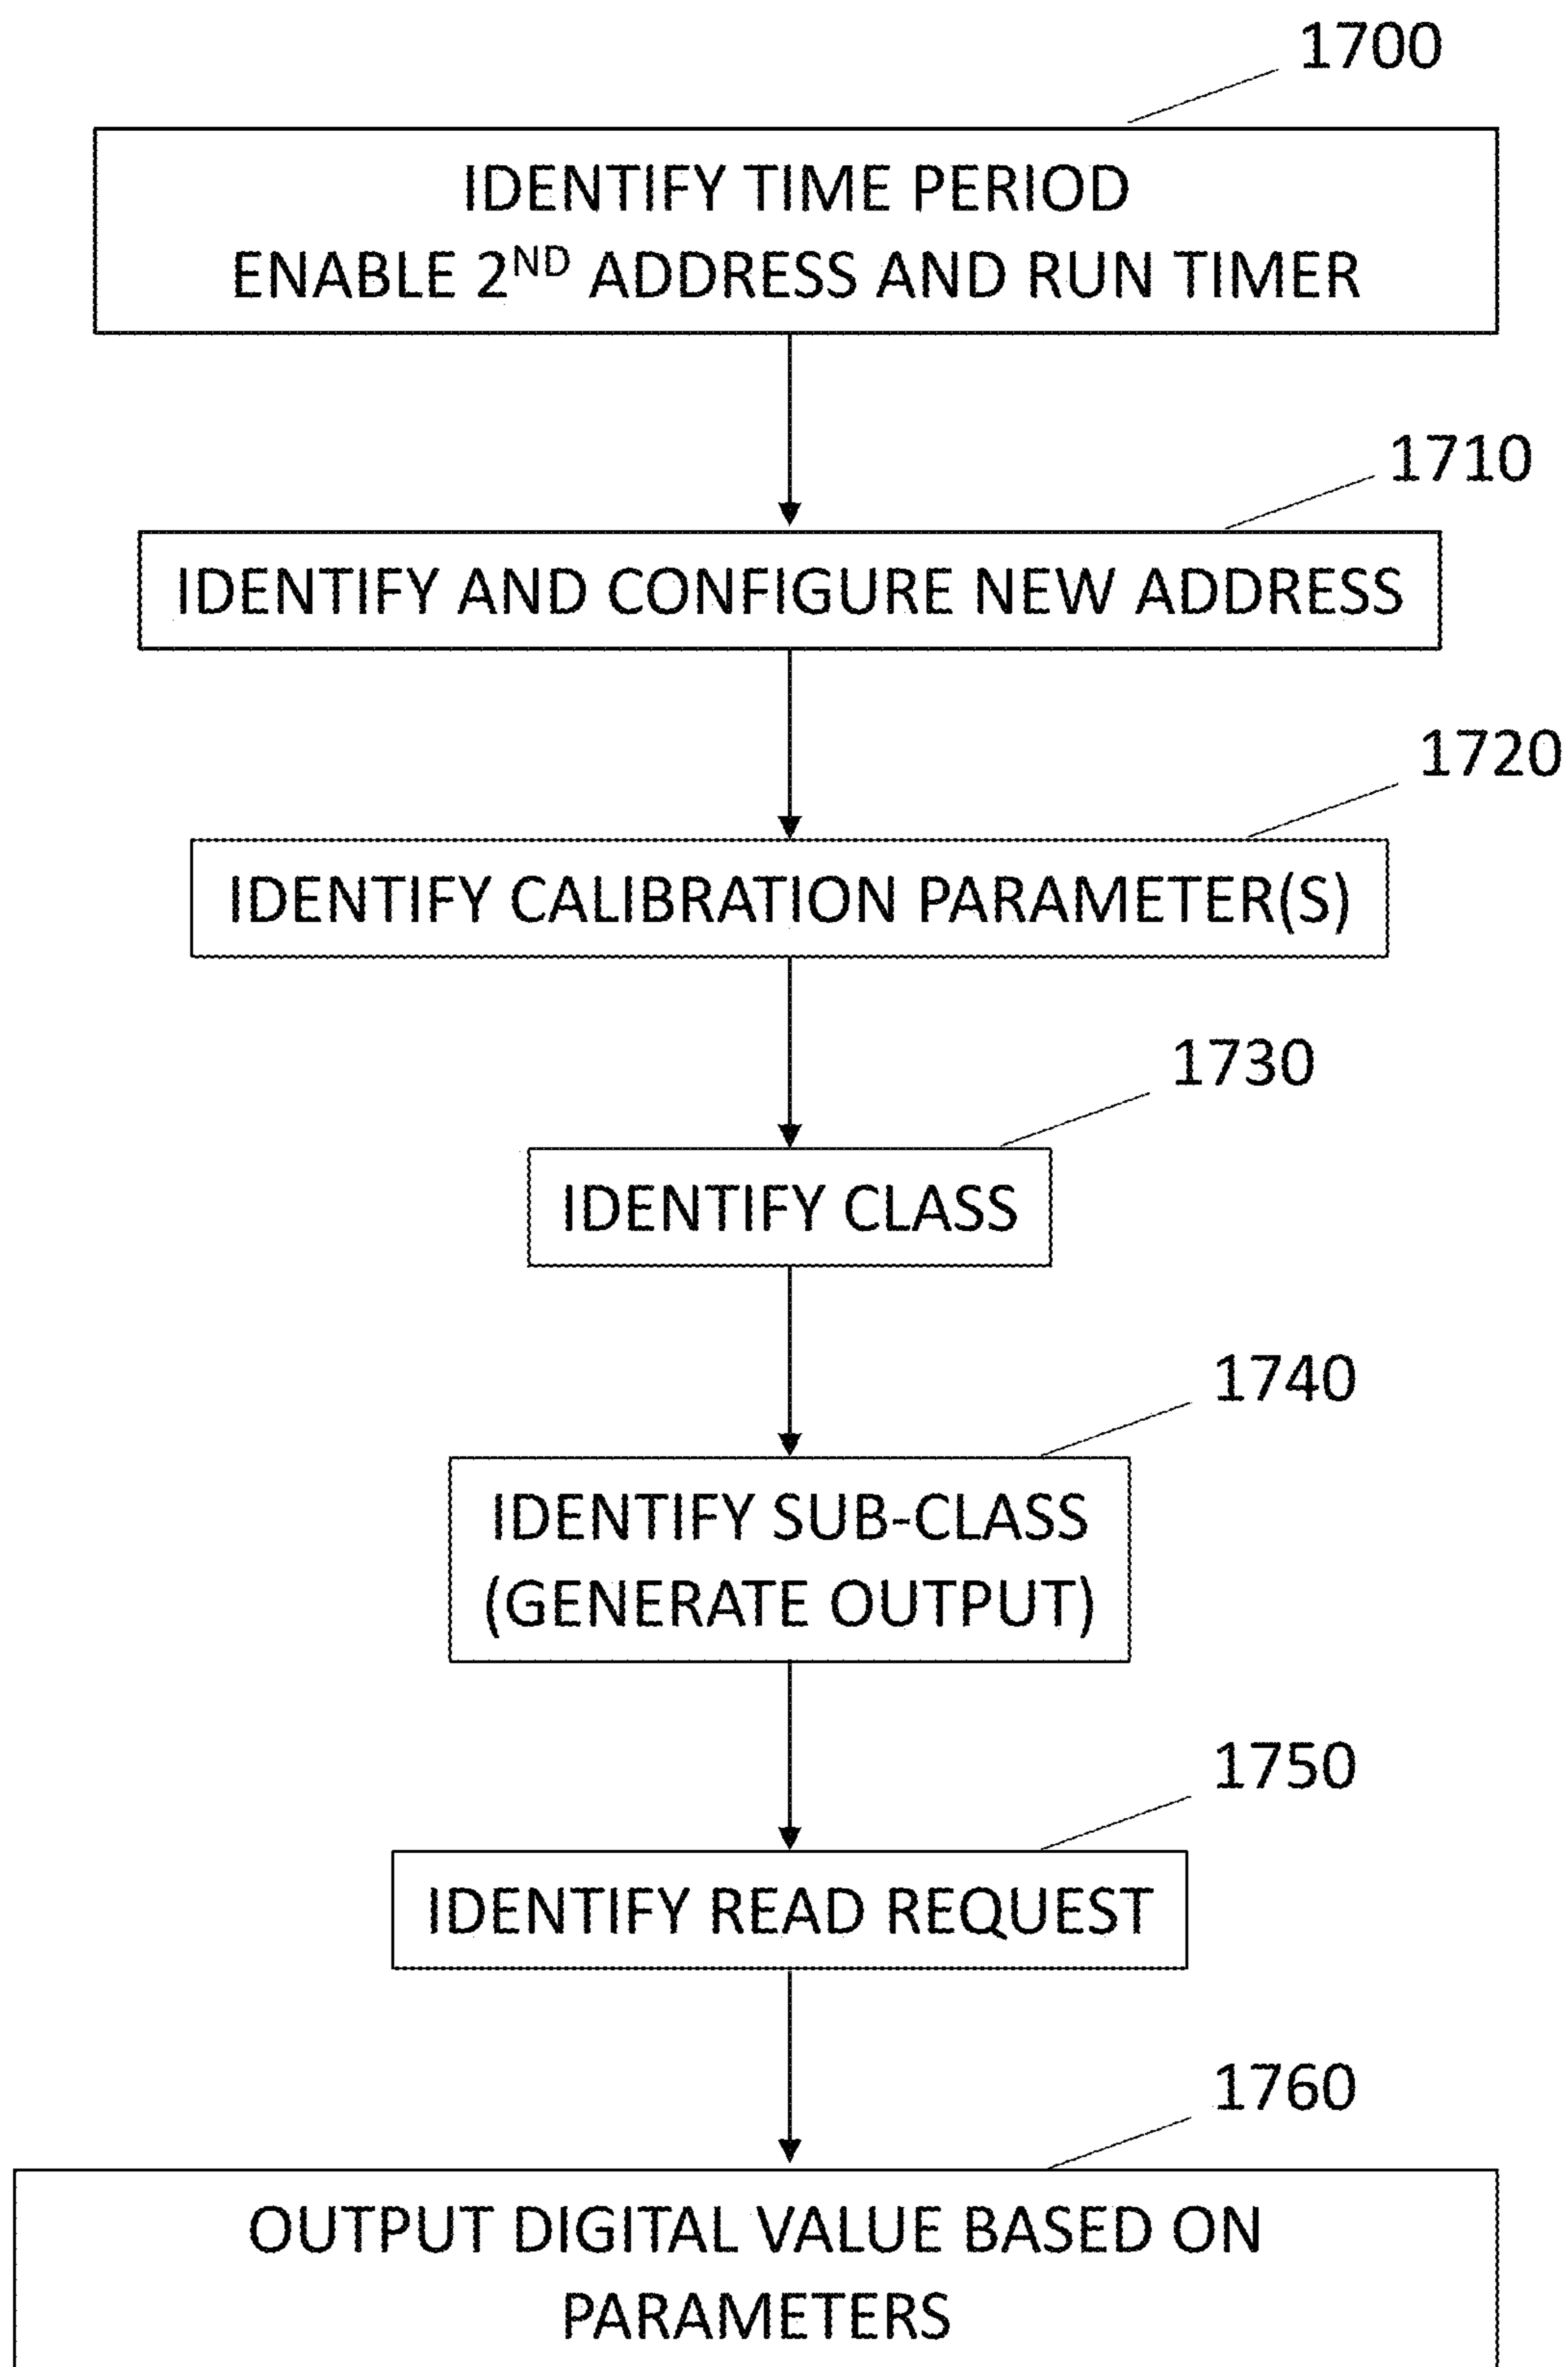 1700
IDENTIFY TIME PERIOD
ENABLE 2ND ADDRESS AND RUN TIMER
1710
IDENTIFY AND CONFIGURE NEW ADDRESS
1720
IDENTIFY CALIBRATION PARAMETER(S)
1730
IDENTIFY CLASS
1740
IDENTIFY SUB-CLASS
(GENERATE OUTPUT)
1750
IDENTIFY READ REQUEST
1760
OUTPUT DIGITAL VALUE BASED ON
PARAMETERS